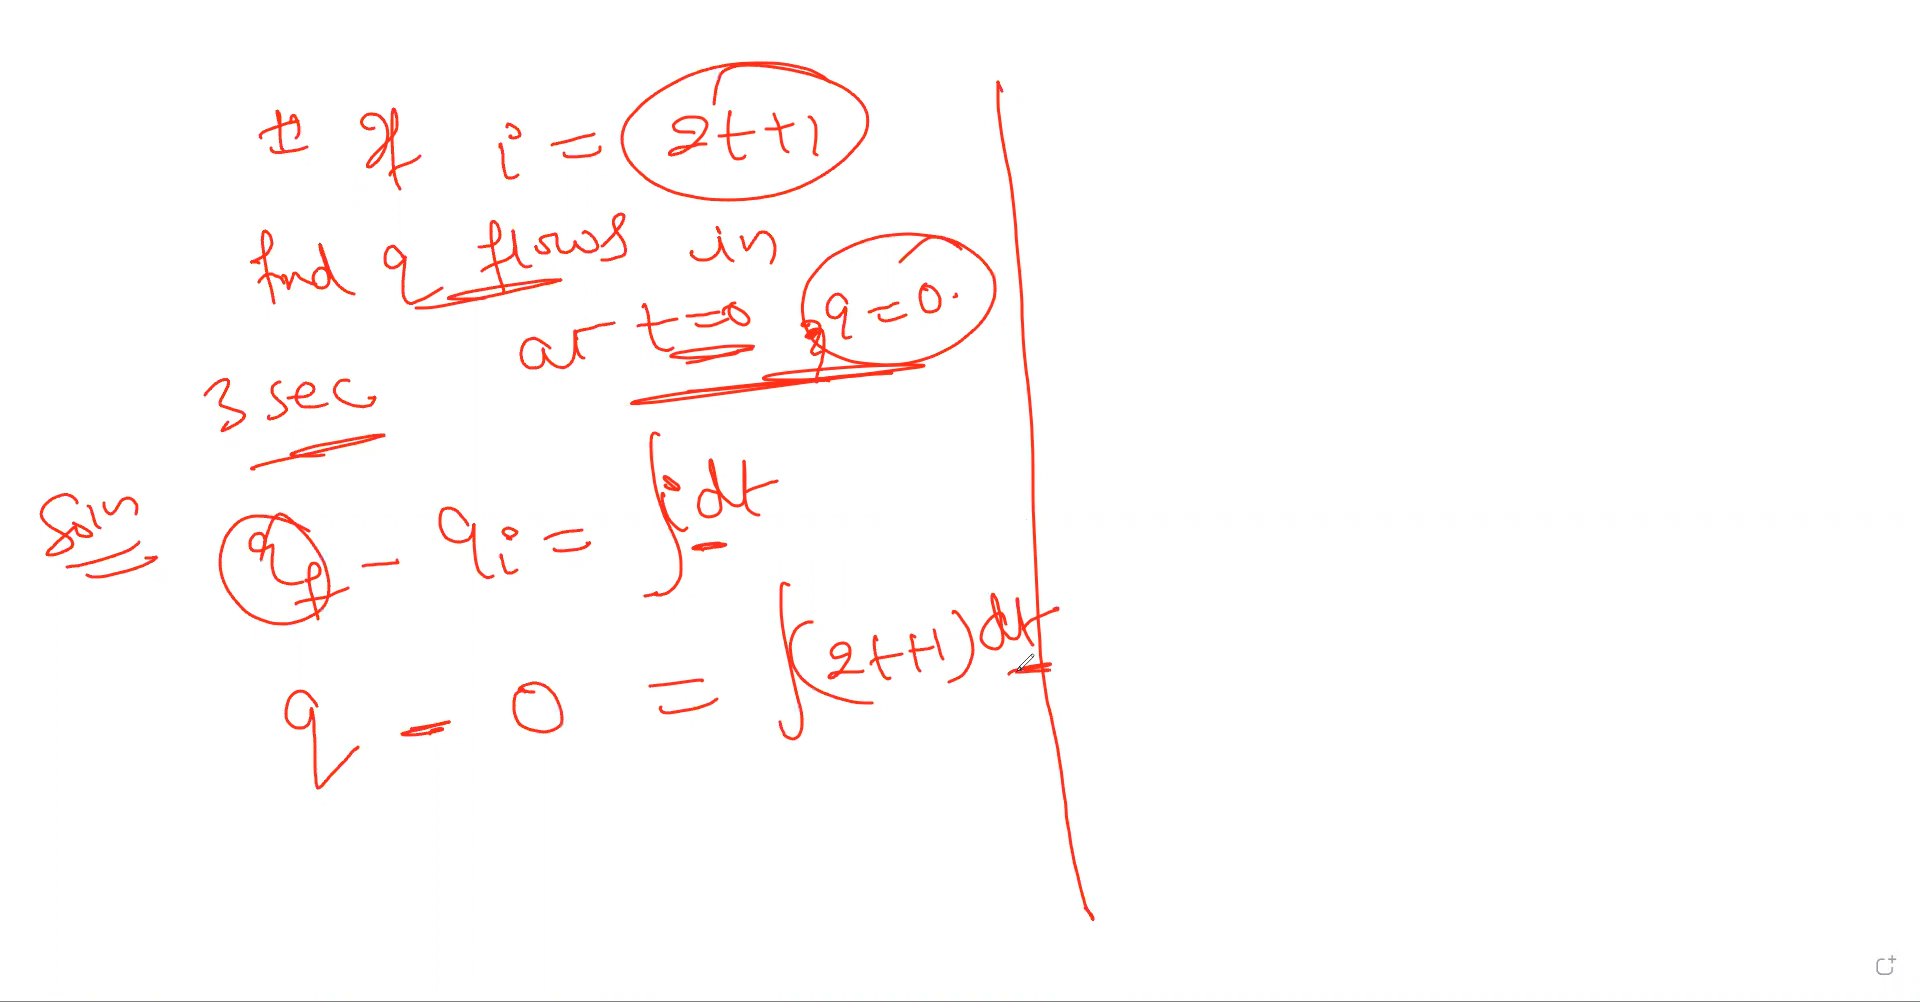 # If i = 2t+1
find q flows in
at t=0, q=0.
3 sec
Soln
q_f - q_i = ∫i dt
q - 0 = ∫(2t+1)dt